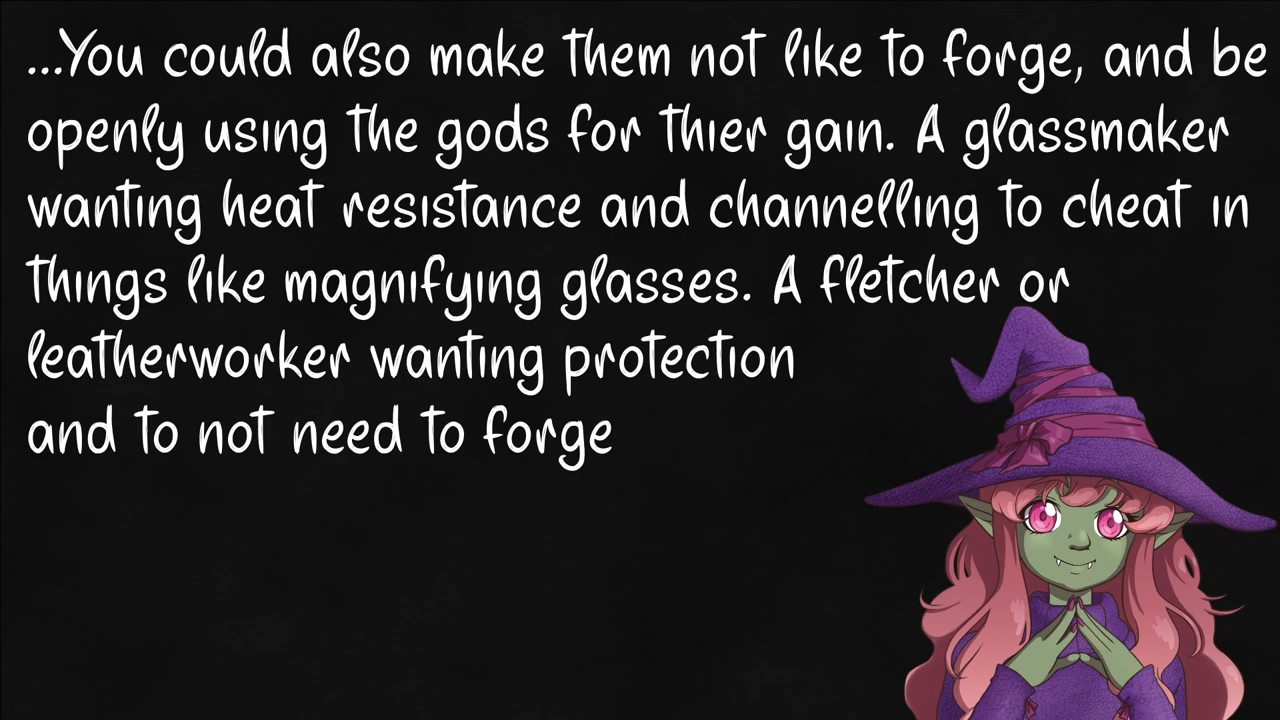 ...You could also make them not like to forge, and be
openly using the gods for thier gain. A glassmaker
wanting heat resistance and channelling to cheat in
things like magnifying glasses. A fletcher or
leatherworker wanting protection
and to not need to forge